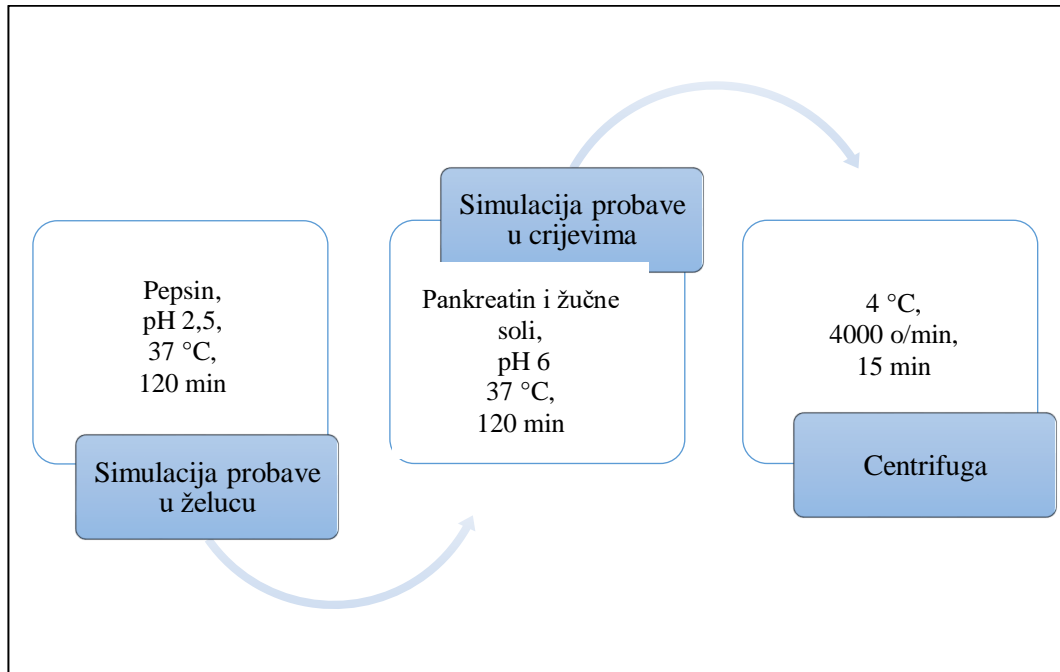 Pepsin,
pH 2,5,
37 °C,
120 min
Simulacija probave
u želucu
Simulacija probave
u crijevima
Pankreatin i žučne
soli,
pH 6
37 °C,
120 min
4 °C,
4000 o/min,
15 min
Centrifuga